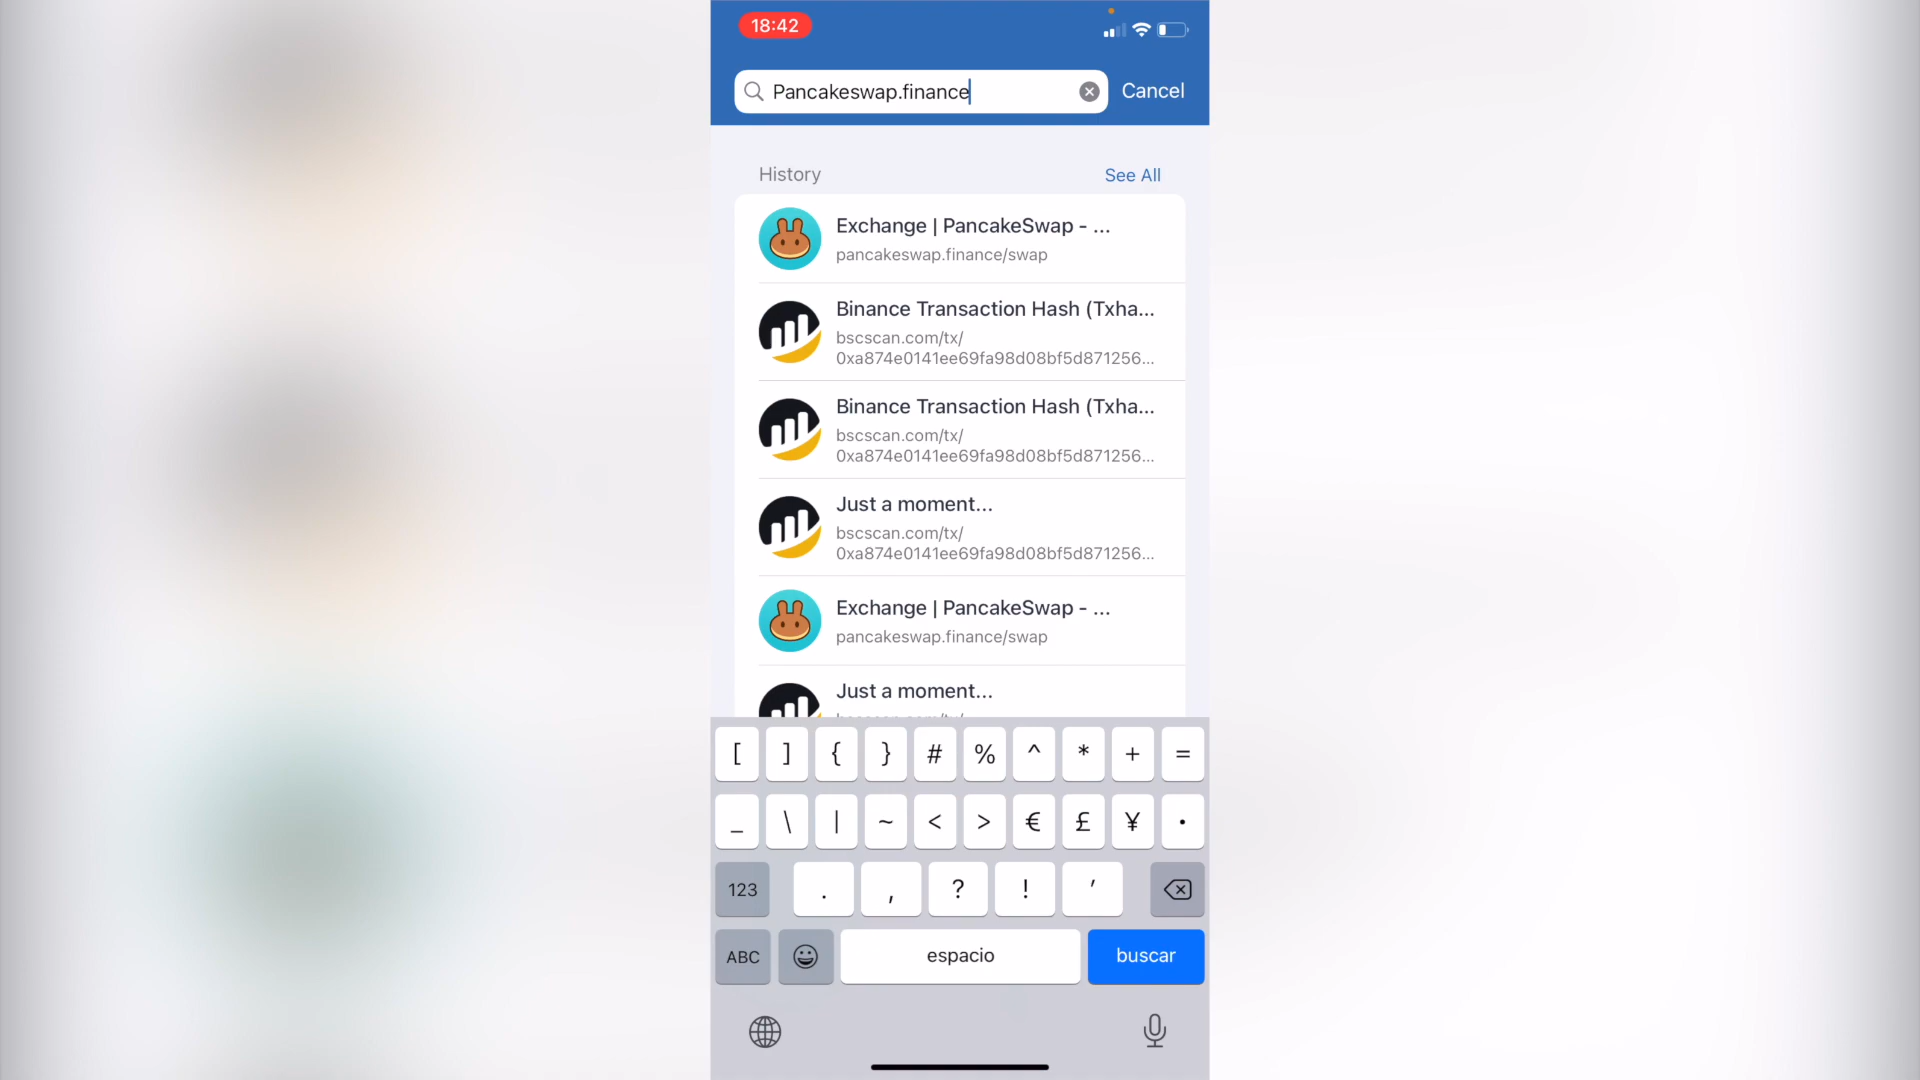 18:42
Pancakeswap.finance
Cancel
History
See All
Exchange | PancakeSwap - ...
pancakeswap.finance/swap
Binance Transaction Hash (Txha...
bscscan.com/tx/
0xa874e0141ee69fa98d08bf5d871256...
Binance Transaction Hash (Txha...
bscscan.com/tx/
0xa874e0141ee69fa98d08bf5d871256...
Just a moment...
bscscan.com/tx/
0xa874e0141ee69fa98d08bf5d871256...
Exchange | PancakeSwap - ...
pancakeswap.finance/swap
Just a moment...
[ ] { } # % ^ * + =
_ \ | ~ < > € £ ¥ •
123 . , ? ! ′
ABC espacio buscar